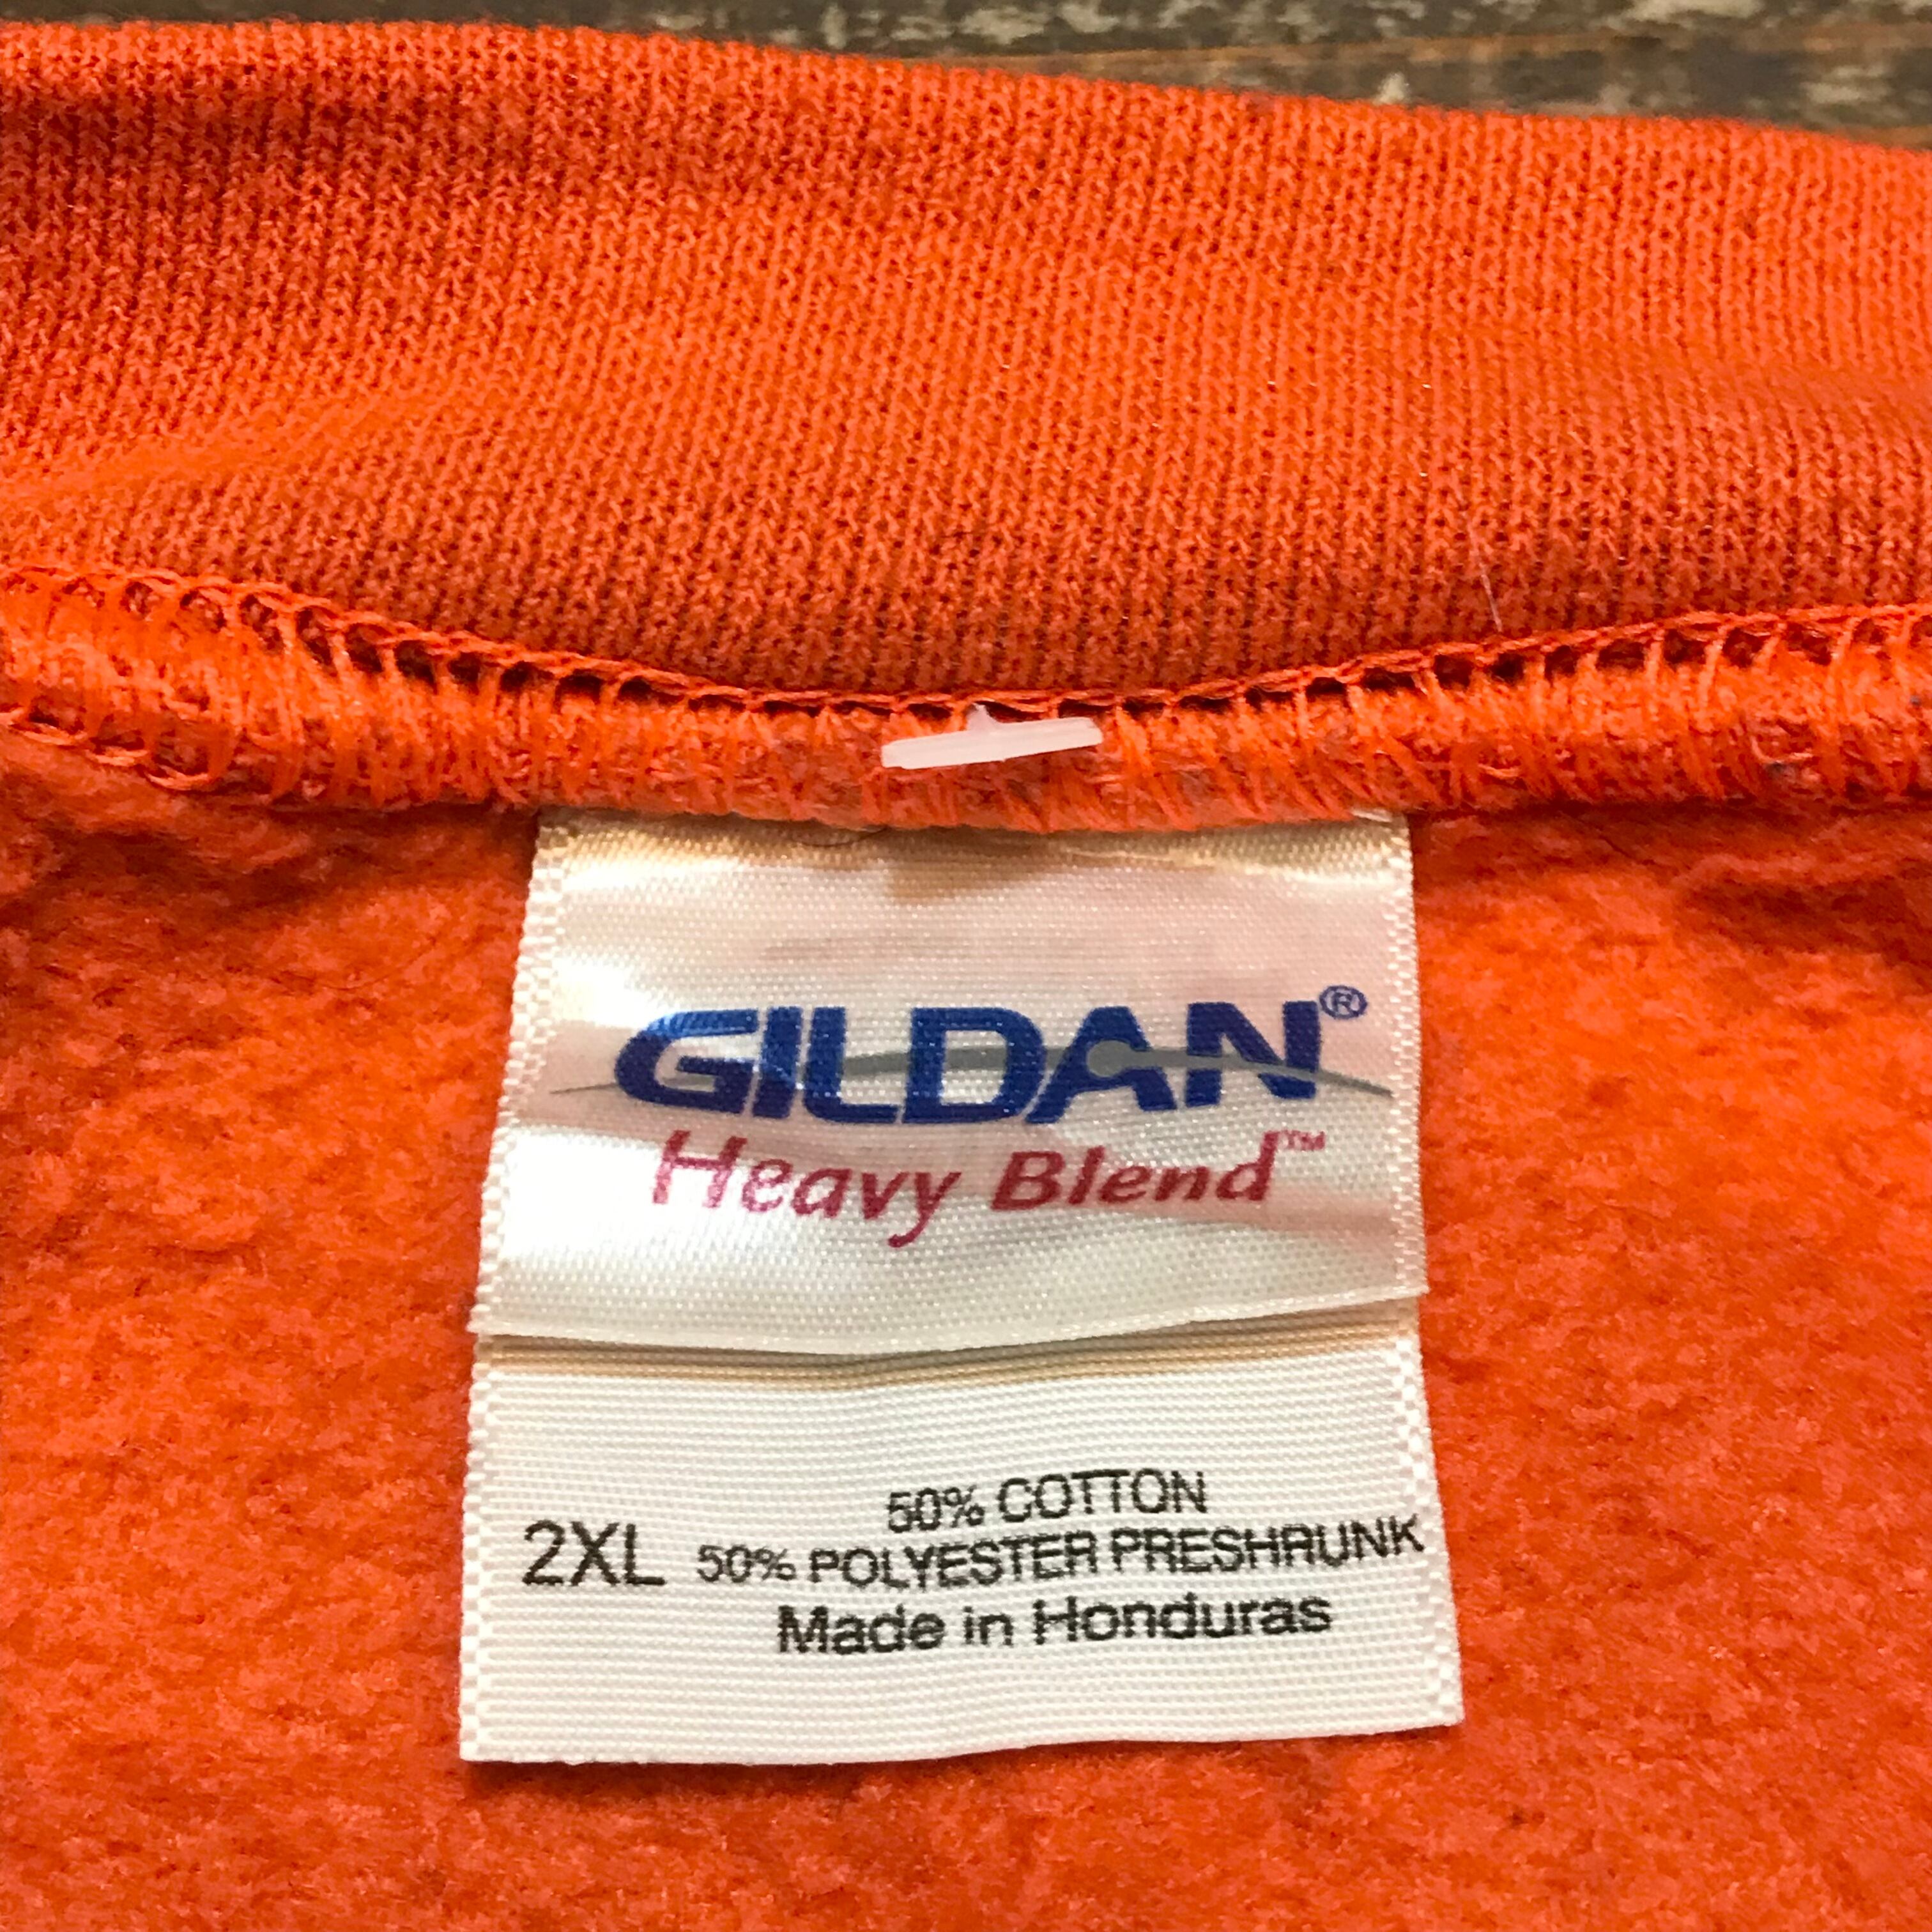 GILDAN®
Heavy Blend™
50% COTTON
2XL 50% POLYESTER PRESHRUNK
Made in Honduras